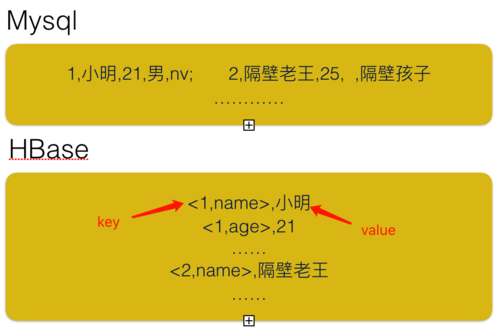 Mysql
1,小明,21,男,nv; 2,隔壁老王,25, ,隔壁孩子
…………
HBase
<1,name>,小明
key
<1,age>,21
value
……
<2,name>,隔壁老王
……